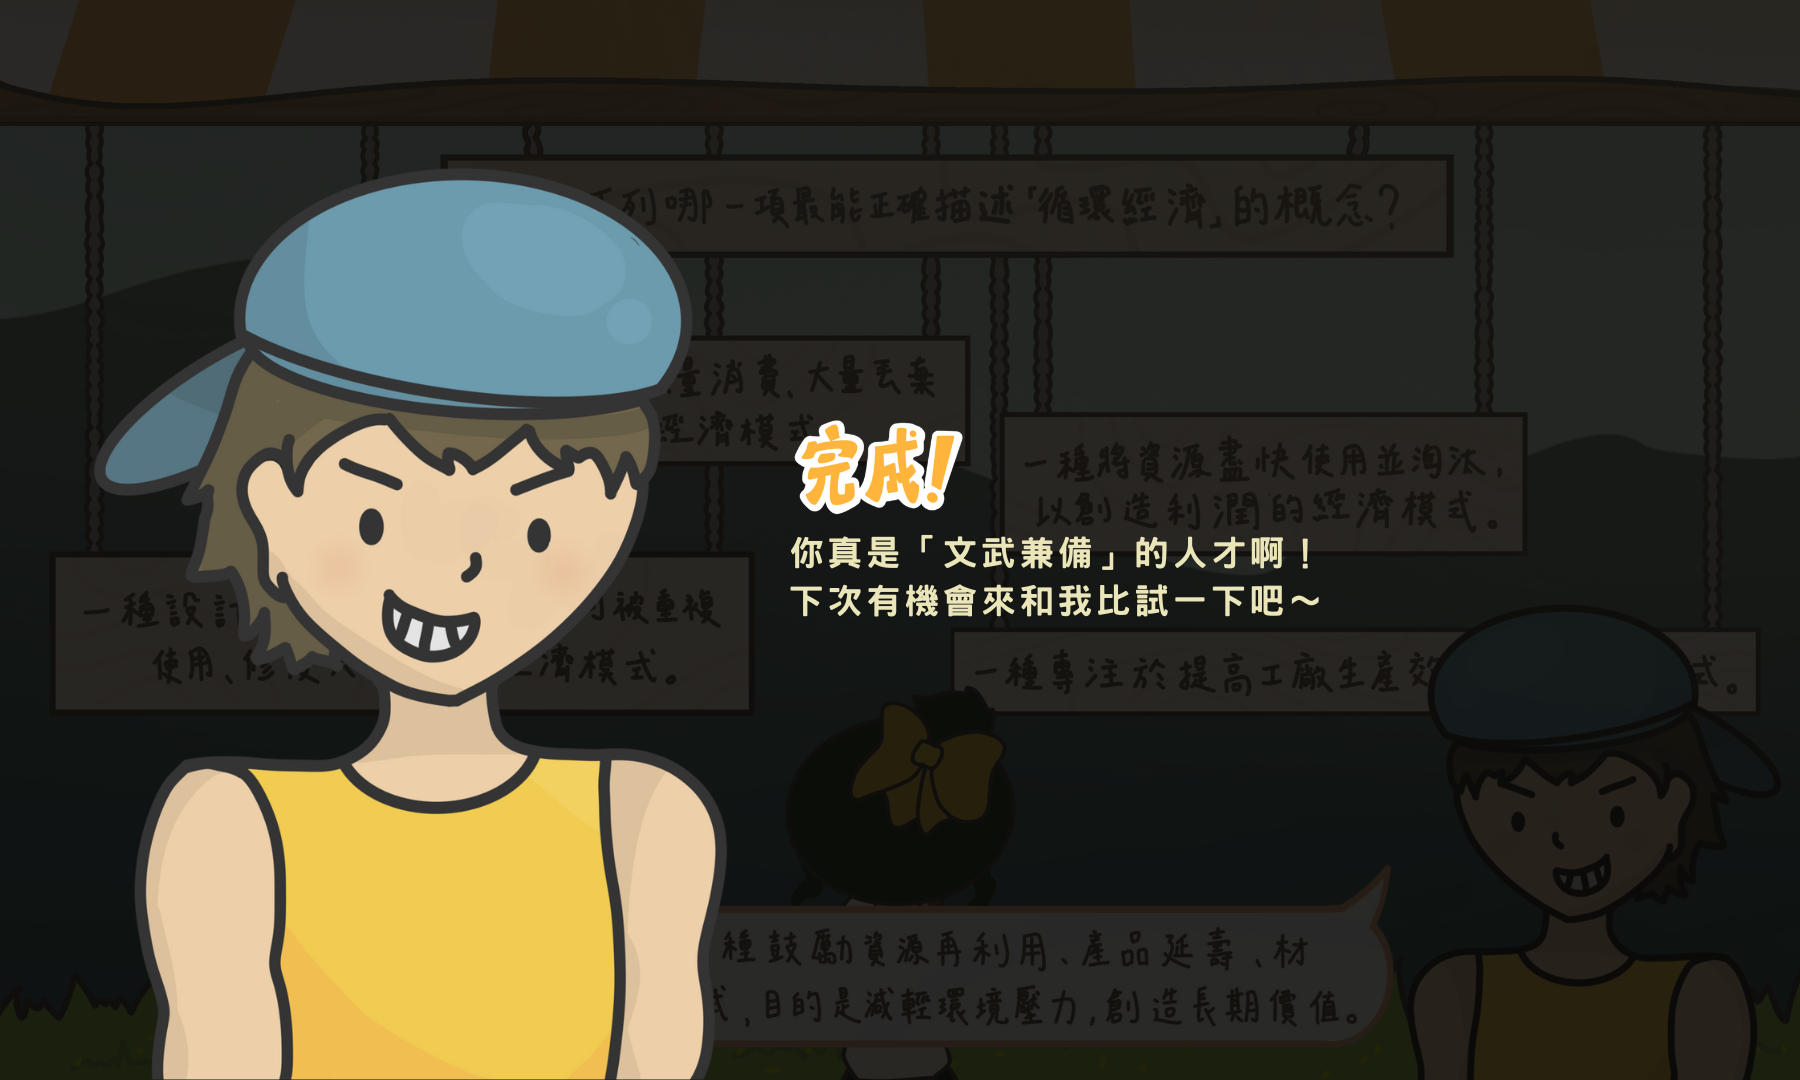 列哪一項最能正確描述「循環經濟」的概念？
量消費、大量丟棄
經濟模式
一種將資源盡快使用並淘汰，
以創造利潤的經濟模式。
完成！
你真是「文武兼備」的人才啊！
下次有機會來和我比試一下吧～
一種設計
被重複
使用、修復
濟模式。
一種專注於提高工廠生產效
式。
種鼓勵資源再利用、產品延壽、材
式，目的是減輕環境壓力，創造長期價值。